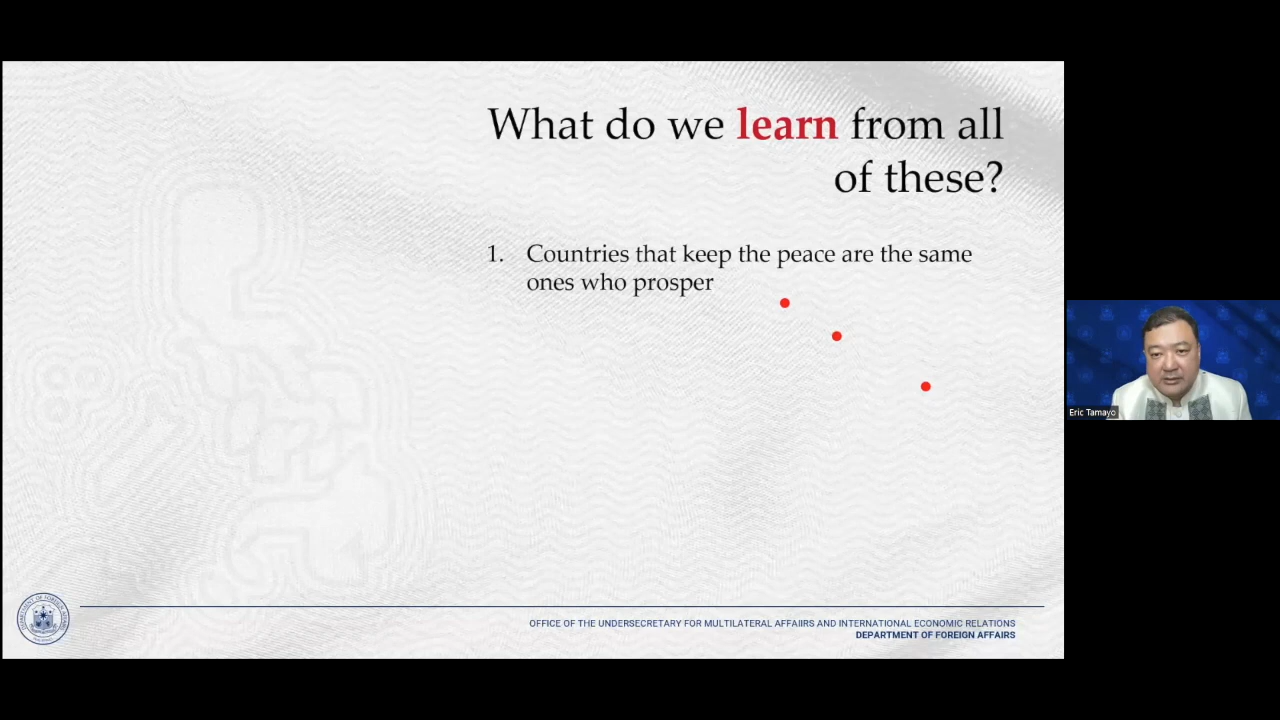 What do we learn from all
of these?
1. Countries that keep the peace are the same
ones who prosper
Eric Tamayo
OFFICE OF THE UNDERSECRETARY FOR MULTILATERAL AFFAIIRS AND INTERNATIONAL ECONOMIC RELATIONS
DEPARTMENT OF FOREIGN AFFAIRS